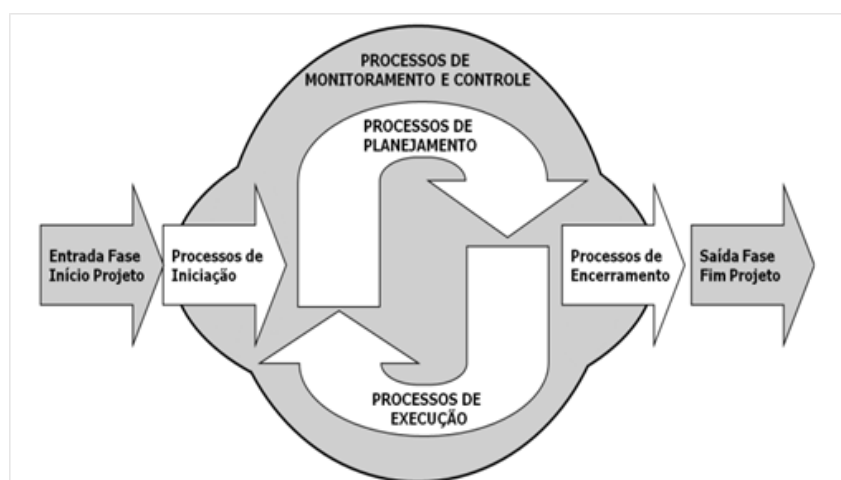 PROCESSOS DE
MONITORAMENTO E CONTROLE
PROCESSOS DE
PLANEJAMENTO
Entrada Fase
Início Projeto
Processos de
Iniciação
Processos de
Encerramento
Saída Fase
Fim Projeto
PROCESSOS DE
EXECUÇÃO